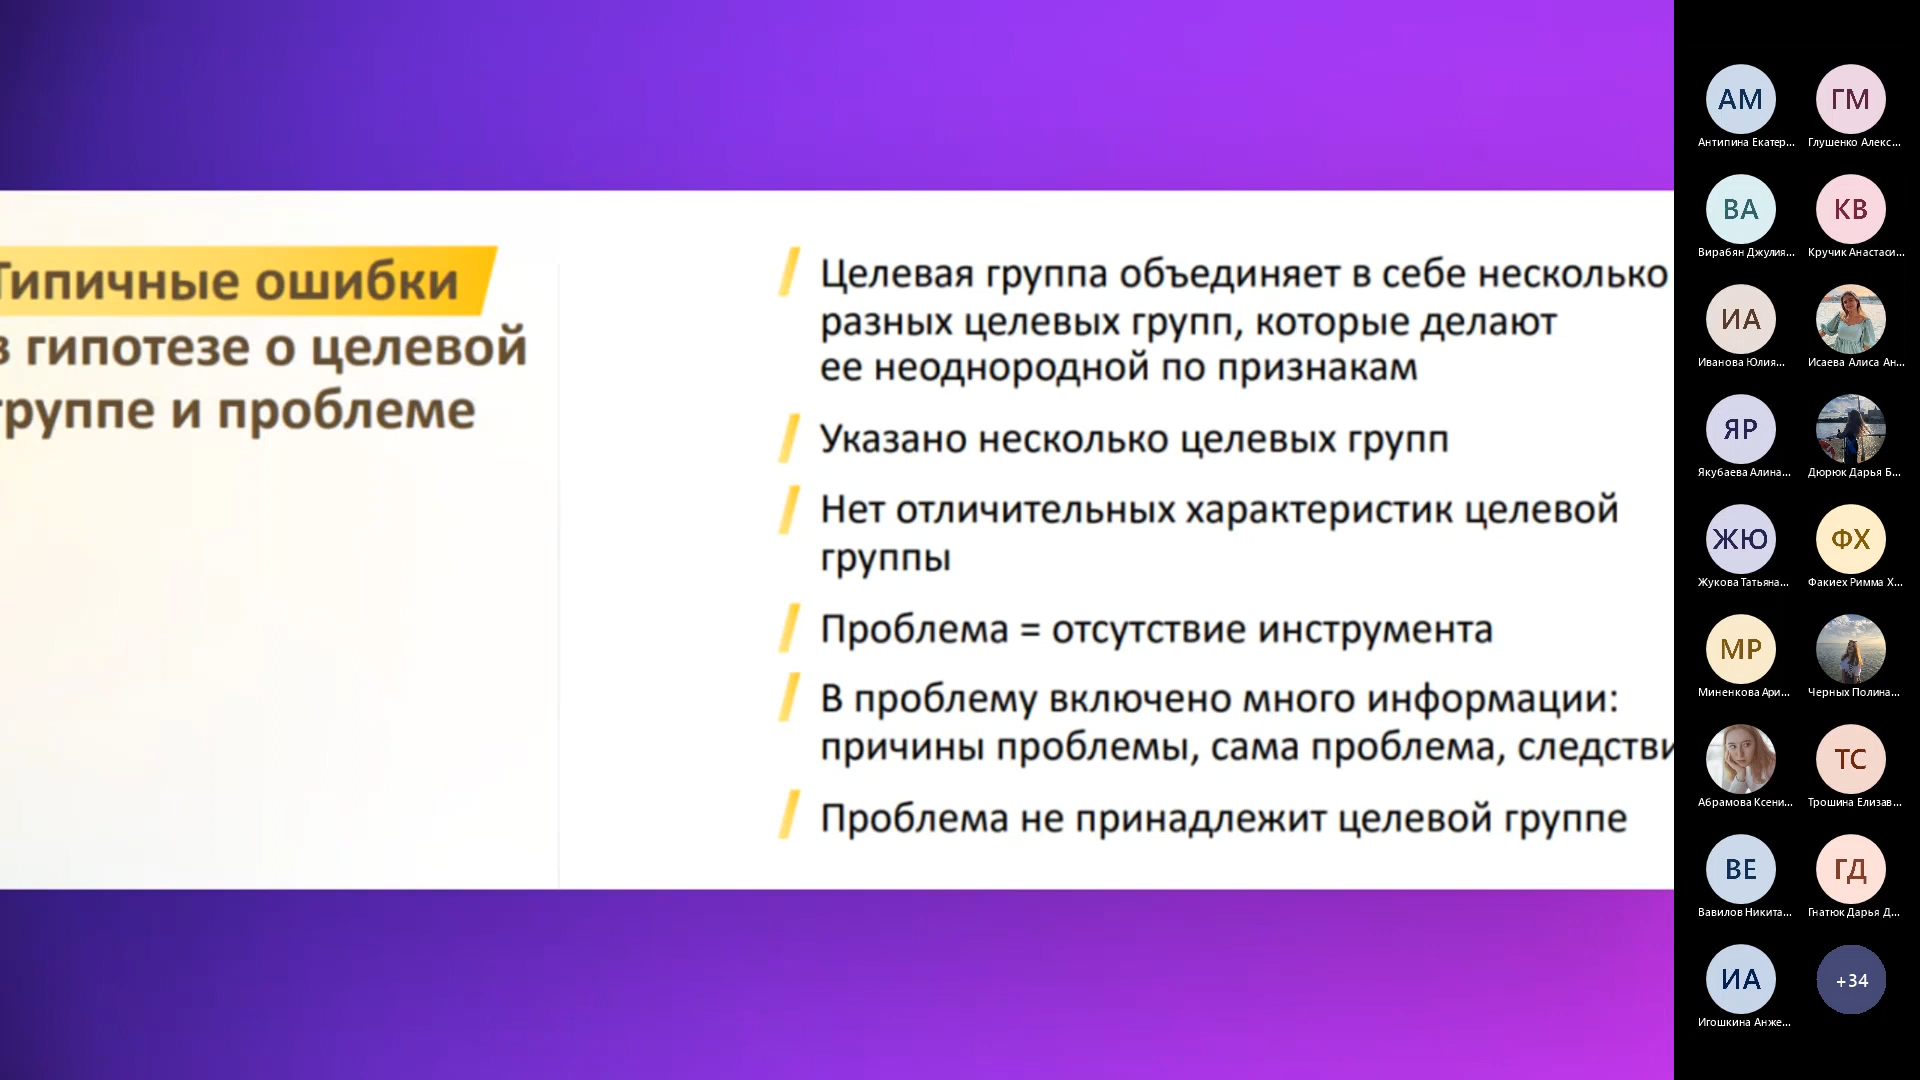 Типичные ошибки
в гипотезе о целевой
группе и проблеме
Целевая группа объединяет в себе несколько
разных целевых групп, которые делают
ее неоднородной по признакам
Указано несколько целевых групп
Нет отличительных характеристик целевой
группы
Проблема = отсутствие инструмента
В проблему включено много информации:
причины проблемы, сама проблема, следстви
Проблема не принадлежит целевой группе
АМ
ГМ
Антипина Екатер...
Глушенко Алекс...
ВА
КВ
Вирабян Джулия...
Кручик Анастаси...
ИА
Иванова Юлия...
Исаева Алиса Ан...
ЯР
Якубаева Алина...
Дюрюк Дарья Б...
ЖЮ
ФХ
Жукова Татьяна...
Факиех Римма Х...
МР
Миненкова Ари...
Черных Полина...
ТС
Абрамова Ксени...
Трошина Елизав...
ВЕ
ГД
Вавилов Никита...
Гнатюк Дарья Д...
ИА
+34
Игошкина Анже...